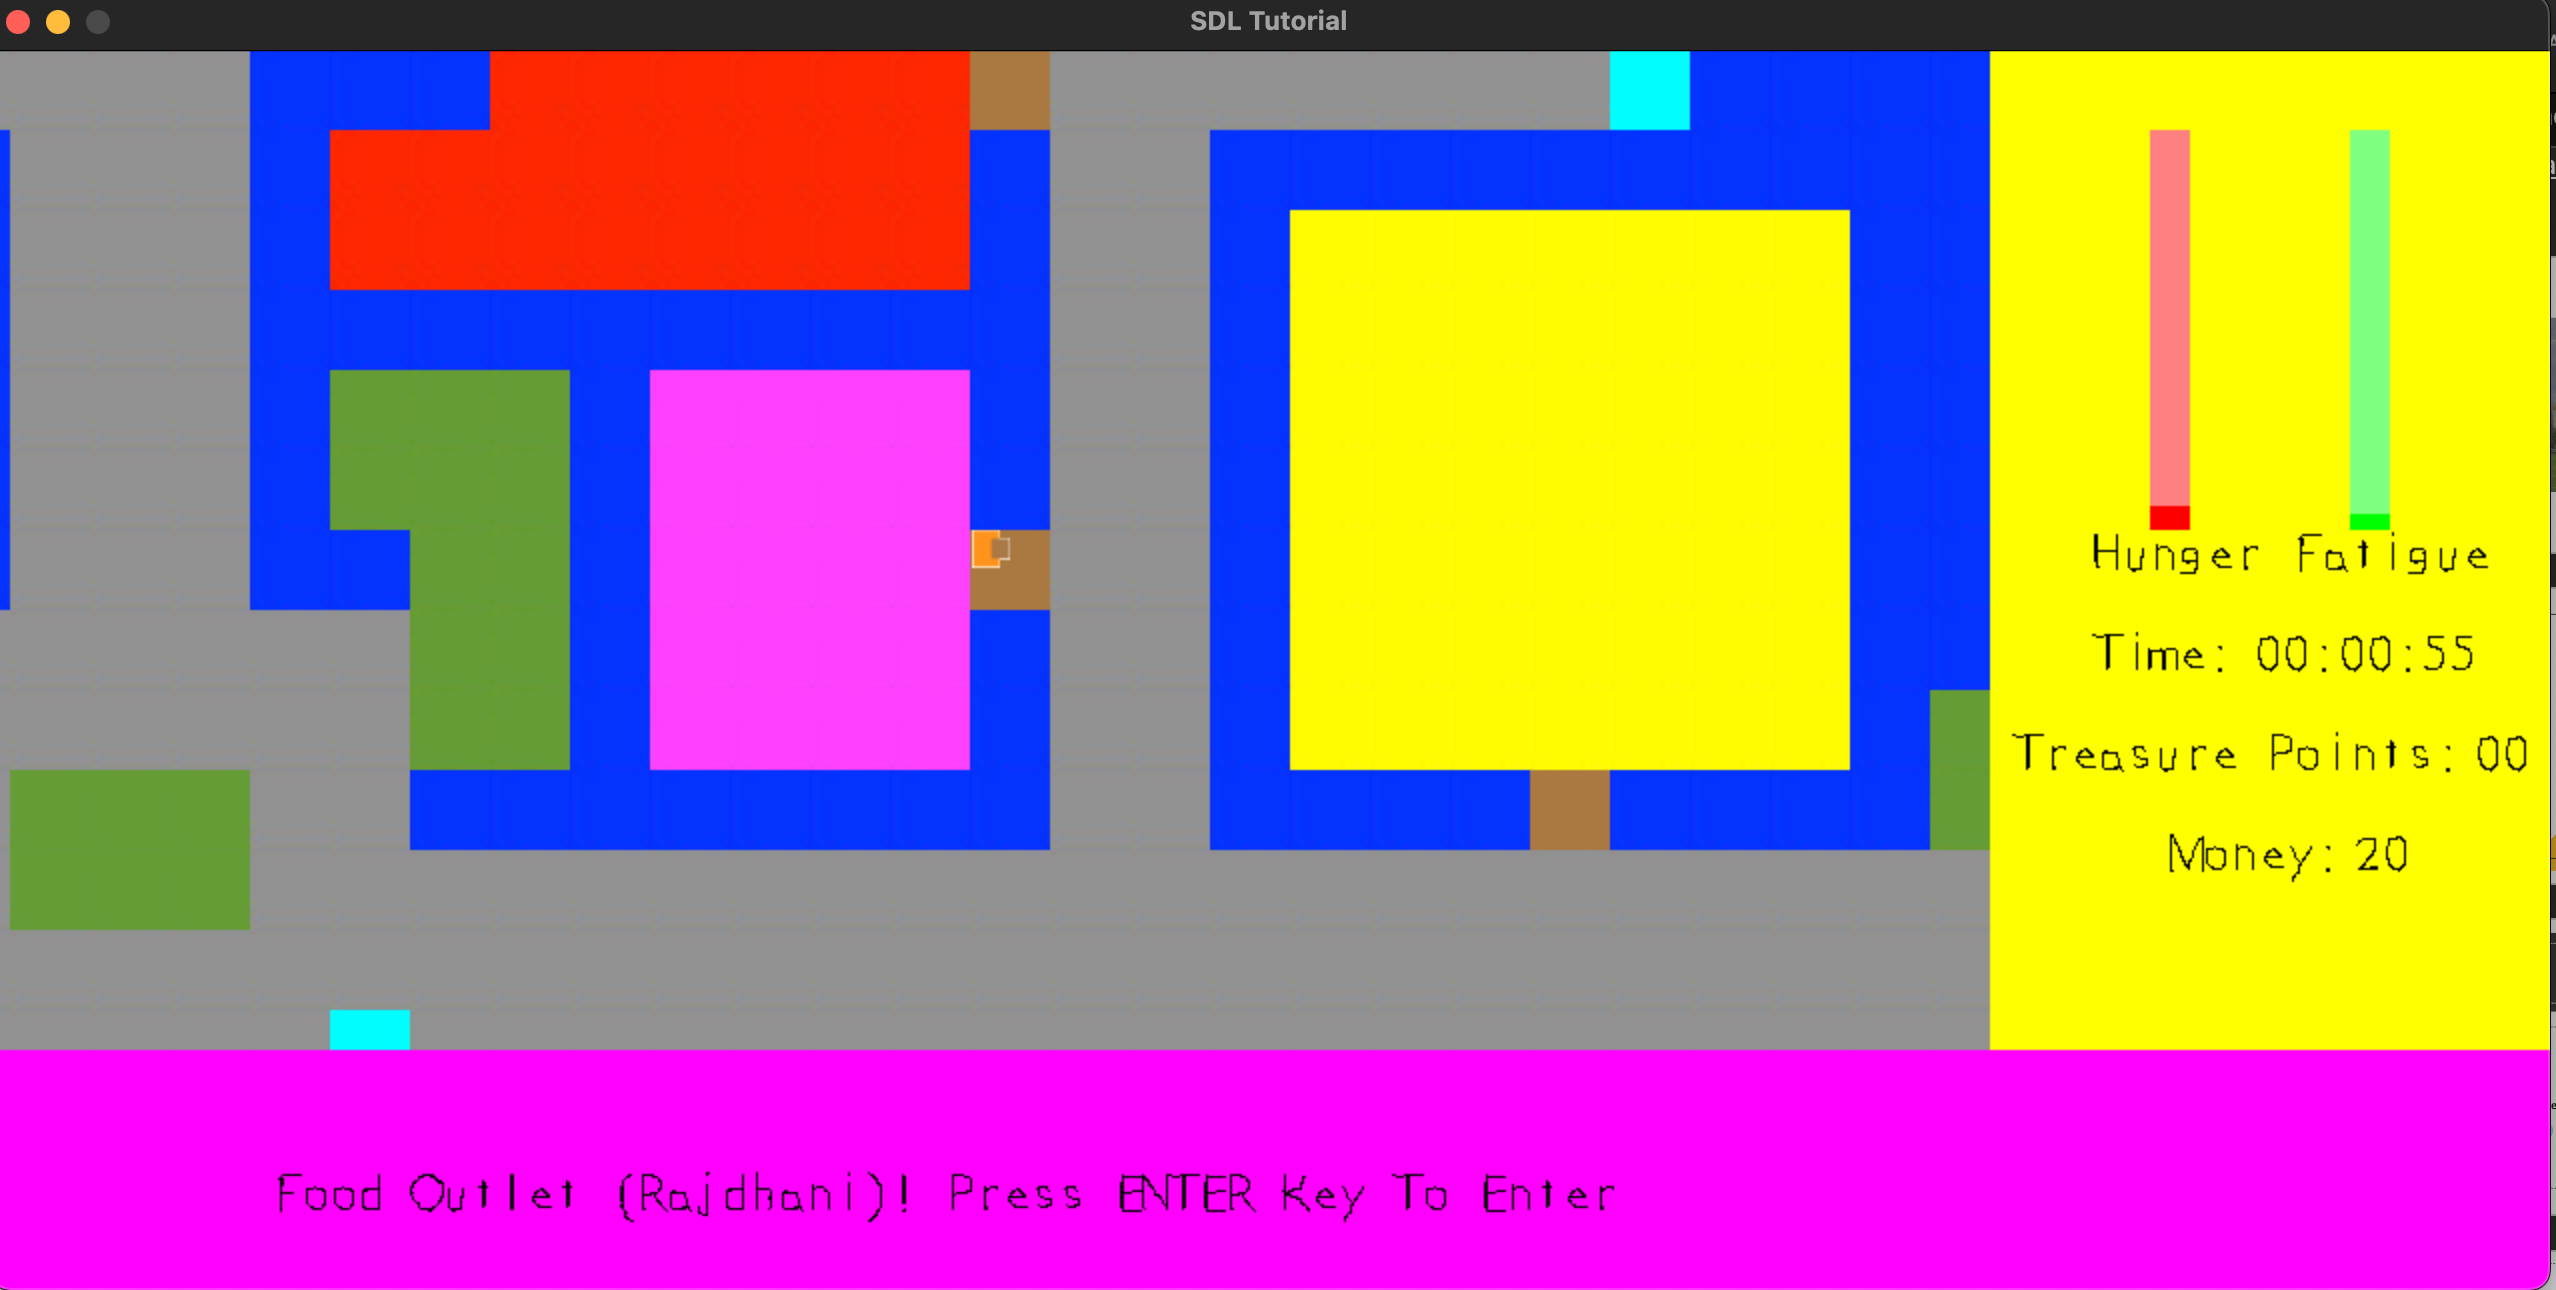 SDL Tutorial
Hunger Fatigue
Time: 00:00:55
Treasure Points: 00
Money: 20
Food Outlet (Rajdhani)! Press ENTER Key To Enter